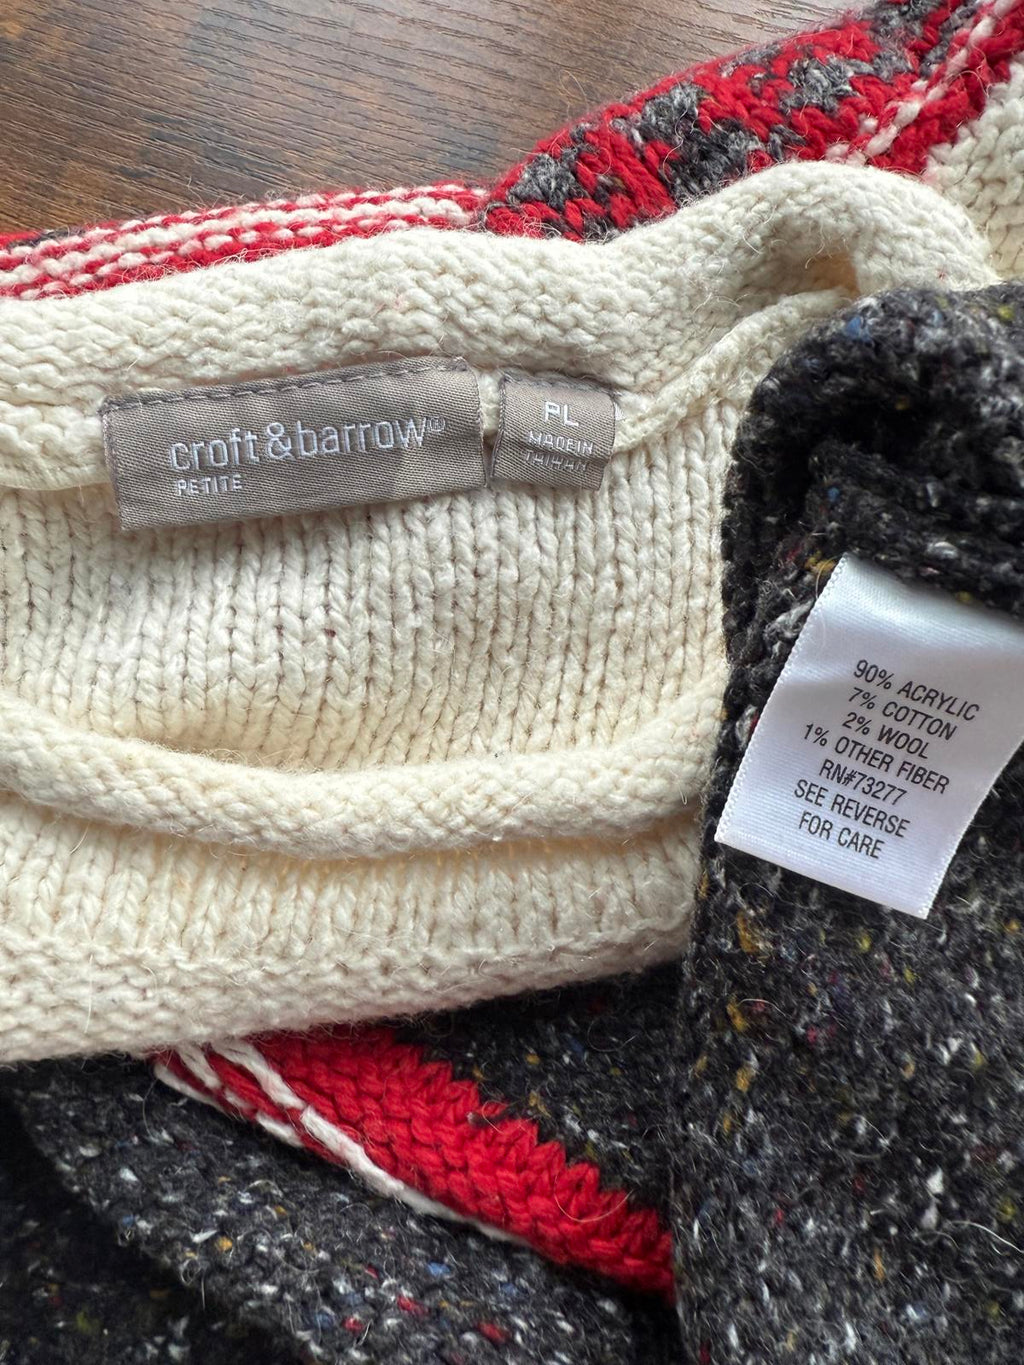 croft&barrow®
PETITE
PL
MADE IN
TAIWAN
90% ACRYLIC
7% COTTON
2% WOOL
1% OTHER FIBER
RN#73277
SEE REVERSE
FOR CARE